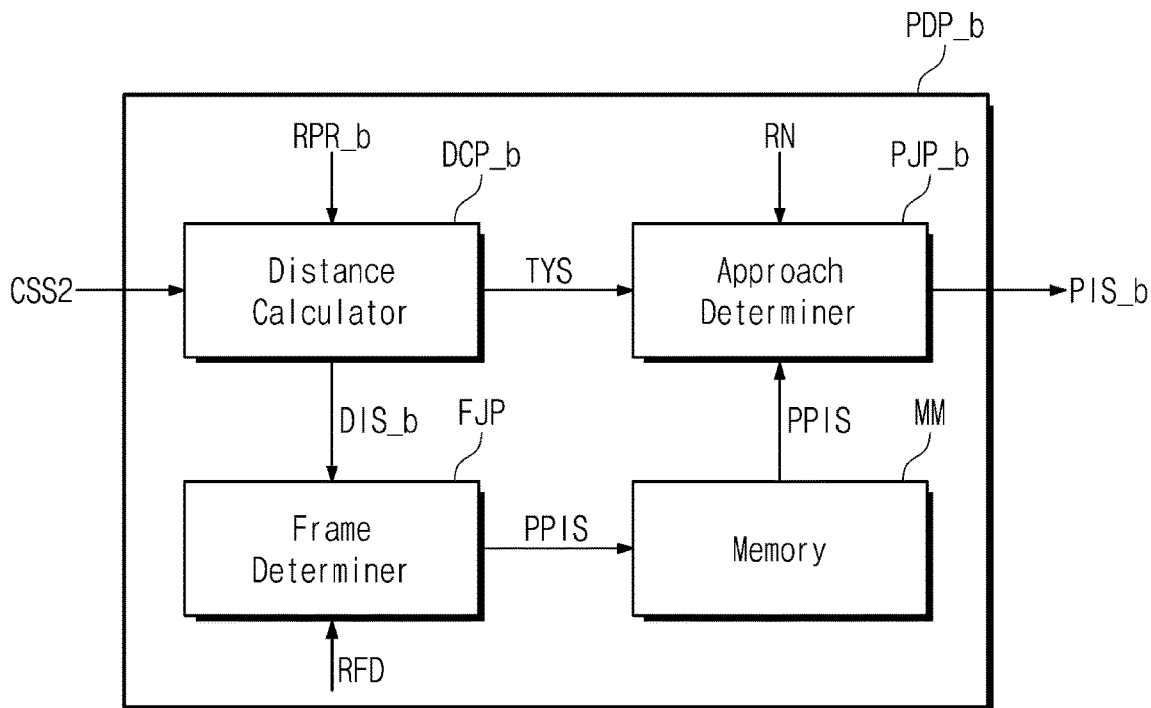 PDP_b
RPR_b
DCP_b
RN
PJP_b
CSS2
Distance
Calculator
TYS
Approach
Determiner
PIS_b
DIS_b
FJP
PPIS
MM
Frame
Determiner
PPIS
Memory
RFD